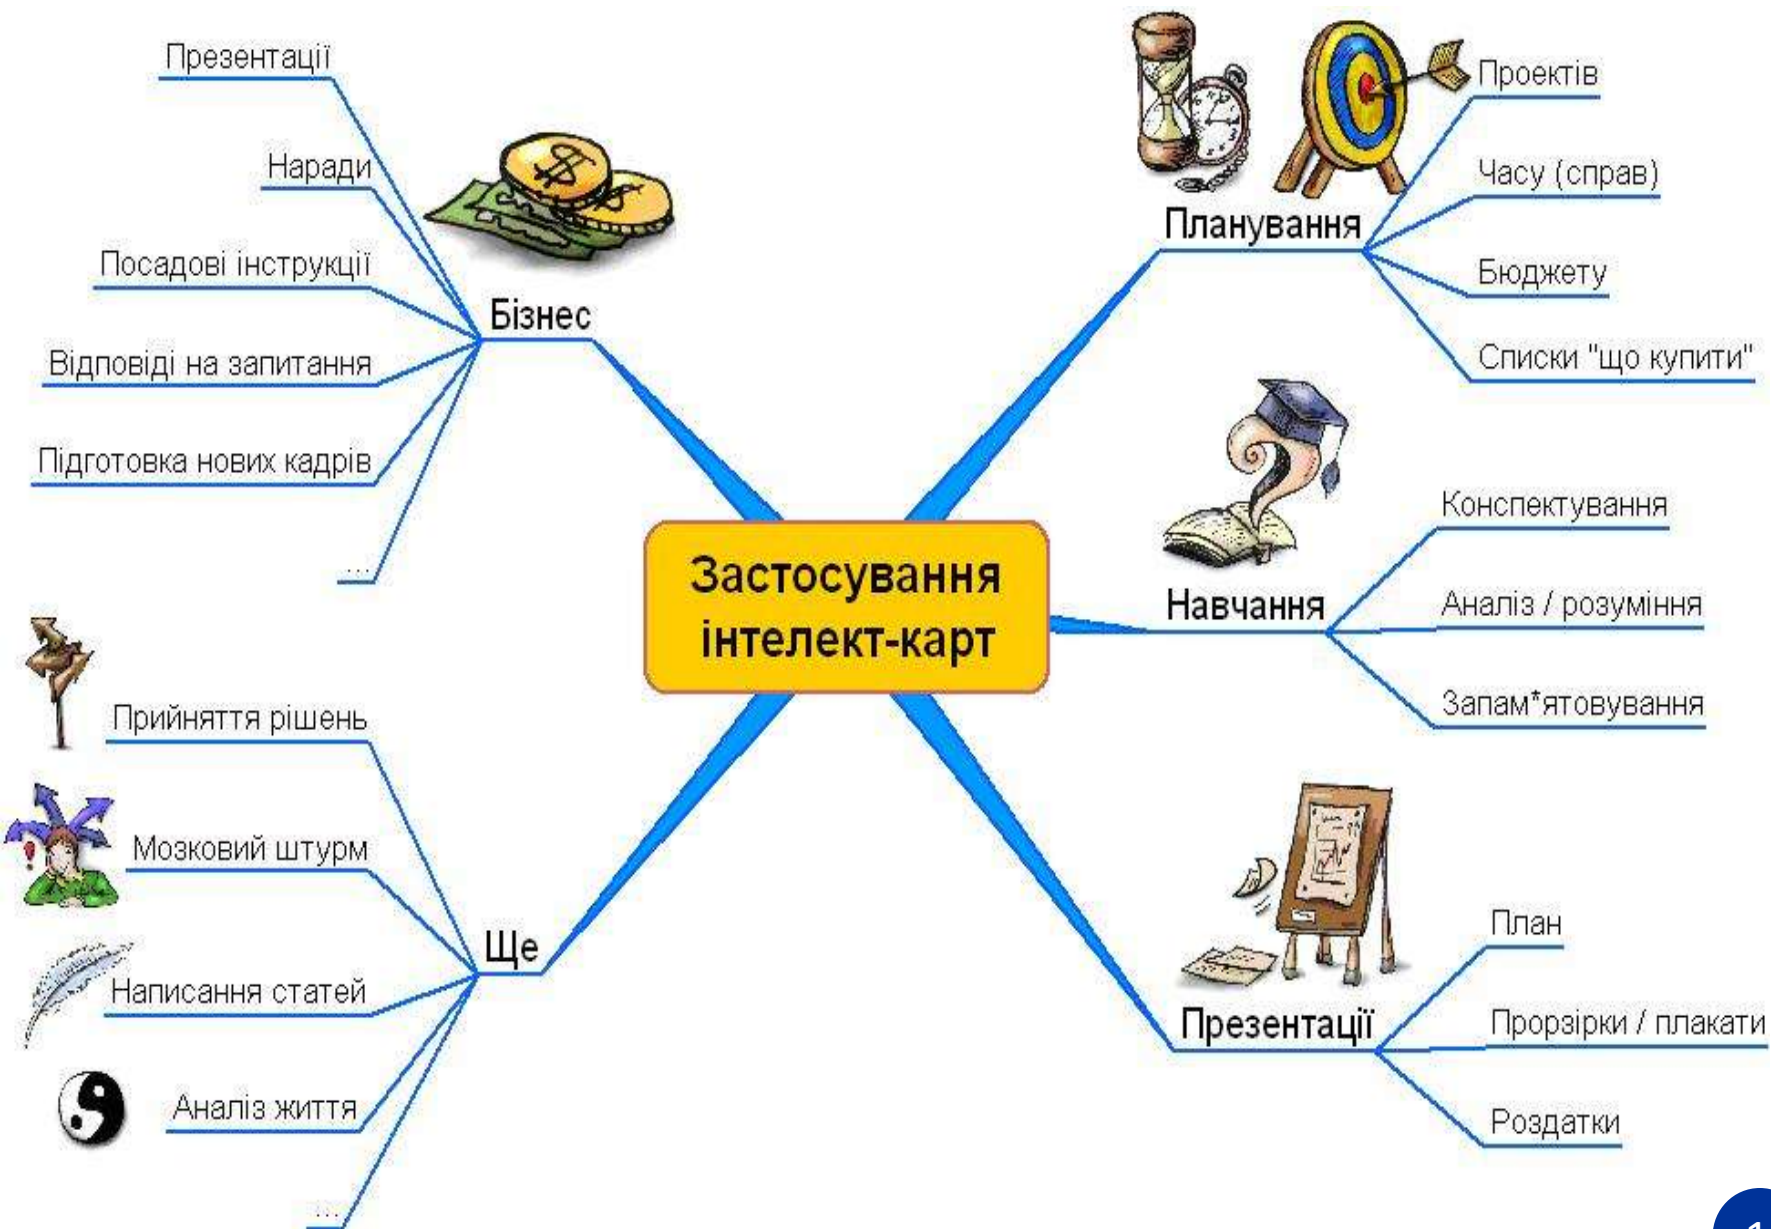 Застосування
інтелект-карт
Планування
Проектів
Часу (справ)
Бюджету
Списки "що купити"
Навчання
Конспектування
Аналіз / розуміння
Запам*ятовування
Презентації
План
Прорзірки / плакати
Роздатки
Бізнес
Презентації
Наради
Посадові інструкції
Відповіді на запитання
Підготовка нових кадрів
...
Ще
Прийняття рішень
Мозковий штурм
Написання статей
Аналіз життя
...